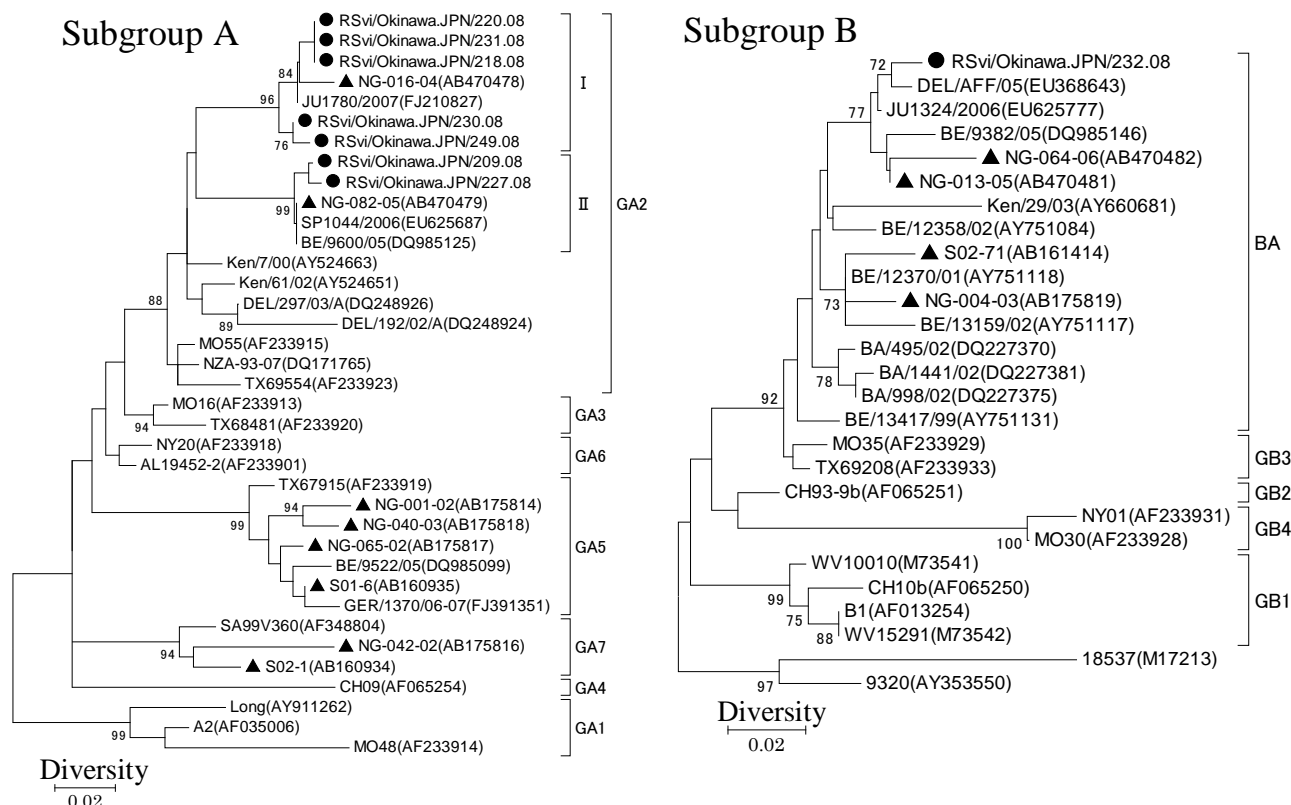 Subgroup A
RSvi/Okinawa.JPN/220.08
RSvi/Okinawa.JPN/231.08
RSvi/Okinawa.JPN/218.08
84
NG-016-04(AB470478)
I
96
JU1780/2007(FJ210827)
RSvi/Okinawa.JPN/230.08
76
RSvi/Okinawa.JPN/249.08
RSvi/Okinawa.JPN/209.08
RSvi/Okinawa.JPN/227.08
99
NG-082-05(AB470479)
II
GA2
SP1044/2006(EU625687)
BE/9600/05(DQ985125)
Ken/7/00(AY524663)
Ken/61/02(AY524651)
88
DEL/297/03/A(DQ248926)
89
DEL/192/02/A(DQ248924)
MO55(AF233915)
NZA-93-07(DQ171765)
TX69554(AF233923)
MO16(AF233913)
94
TX68481(AF233920)
GA3
NY20(AF233918)
AL19452-2(AF233901)
GA6
TX67915(AF233919)
94
NG-001-02(AB175814)
99
NG-040-03(AB175818)
NG-065-02(AB175817)
GA5
BE/9522/05(DQ985099)
S01-6(AB160935)
GER/1370/06-07(FJ391351)
SA99V360(AF348804)
94
NG-042-02(AB175816)
GA7
S02-1(AB160934)
CH09(AF065254)
GA4
Long(AY911262)
99
A2(AF035006)
GA1
MO48(AF233914)
Diversity
0.02
Subgroup B
72
RSvi/Okinawa.JPN/232.08
DEL/AFF/05(EU368643)
77
JU1324/2006(EU625777)
BE/9382/05(DQ985146)
NG-064-06(AB470482)
NG-013-05(AB470481)
Ken/29/03(AY660681)
BE/12358/02(AY751084)
BA
S02-71(AB161414)
BE/12370/01(AY751118)
73
NG-004-03(AB175819)
BE/13159/02(AY751117)
BA/495/02(DQ227370)
BA/1441/02(DQ227381)
78
BA/998/02(DQ227375)
92
BE/13417/99(AY751131)
MO35(AF233929)
TX69208(AF233933)
GB3
CH93-9b(AF065251)
GB2
NY01(AF233931)
100
MO30(AF233928)
GB4
WV10010(M73541)
99
CH10b(AF065250)
75
B1(AF013254)
GB1
88
WV15291(M73542)
18537(M17213)
97
9320(AY353550)
Diversity
0.02